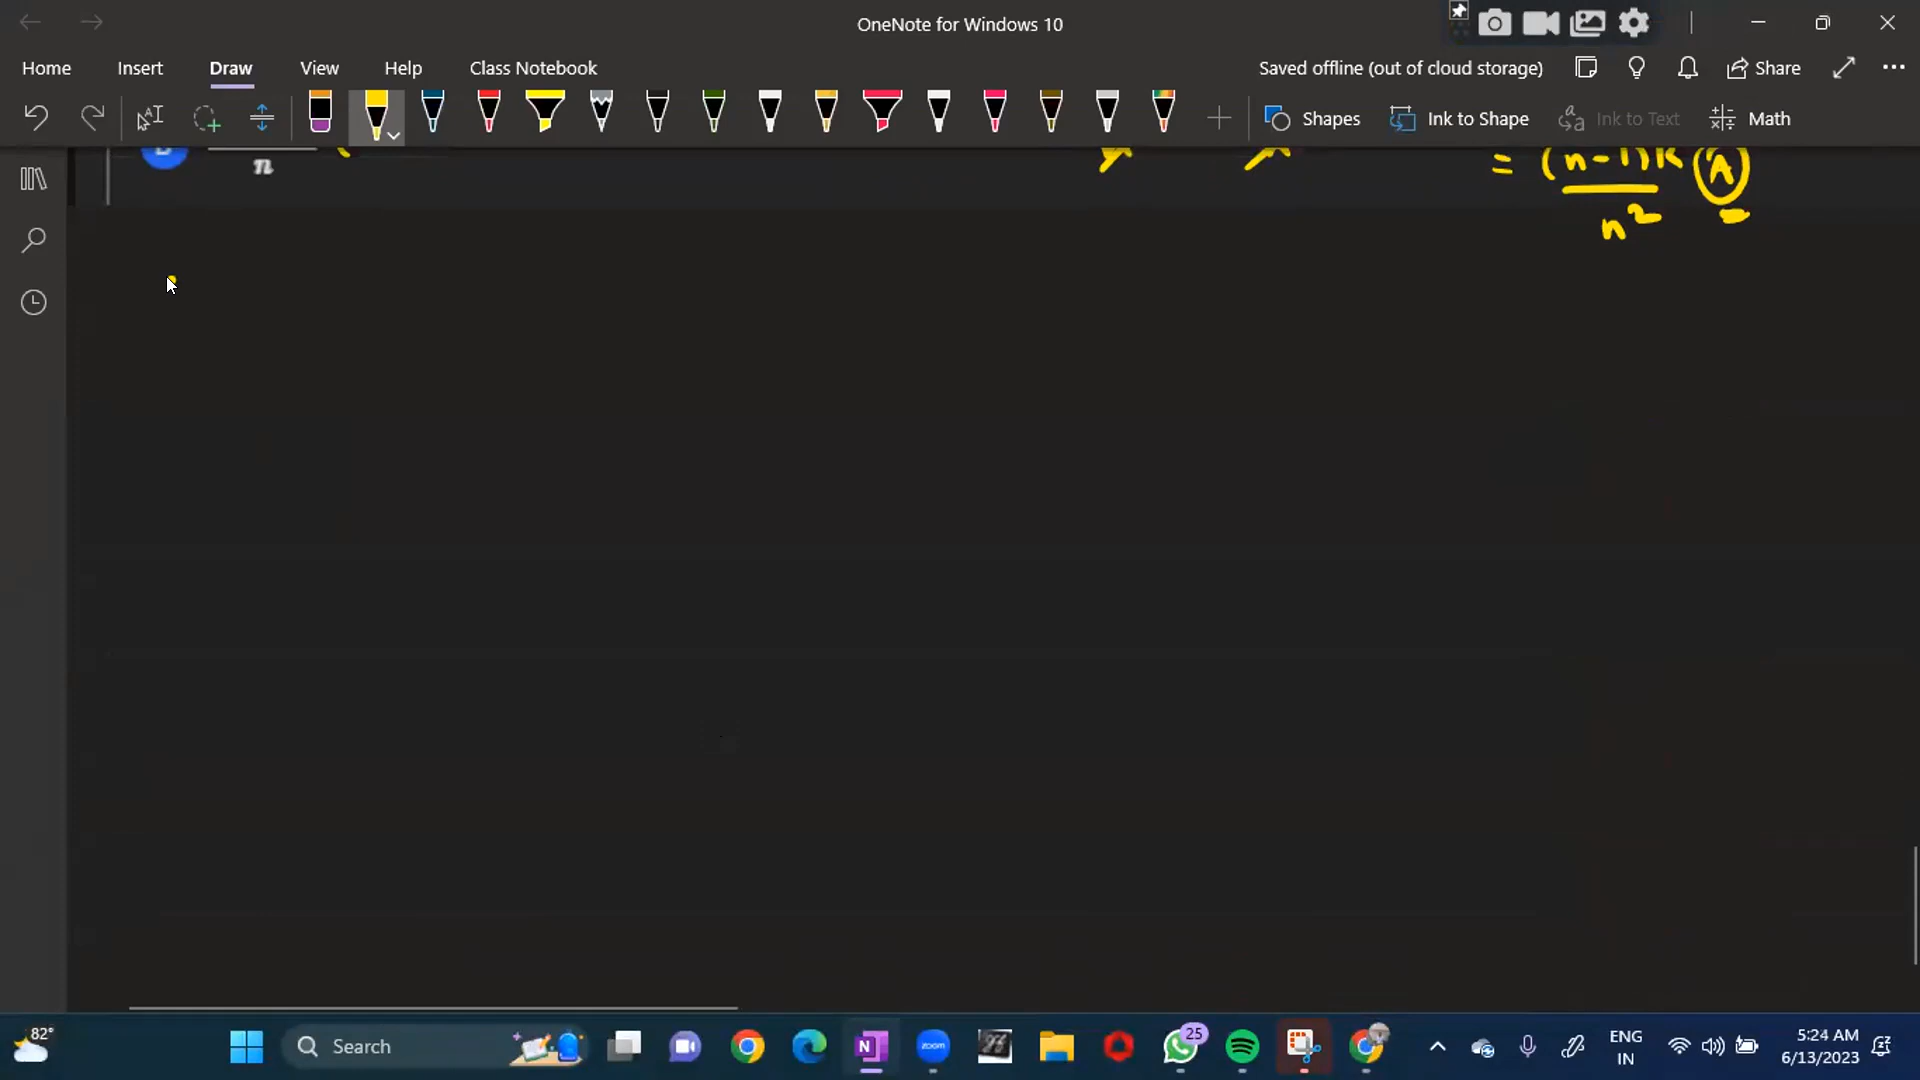 OneNote for Windows 10
Home Insert Draw View Help Class Notebook
Saved offline (out of cloud storage) Share
Shapes Ink to Shape Ink to Text Math
n
= (n-1)k (A)
n²
82° Search 25 zoom ENG IN 5:24 AM 6/13/2023